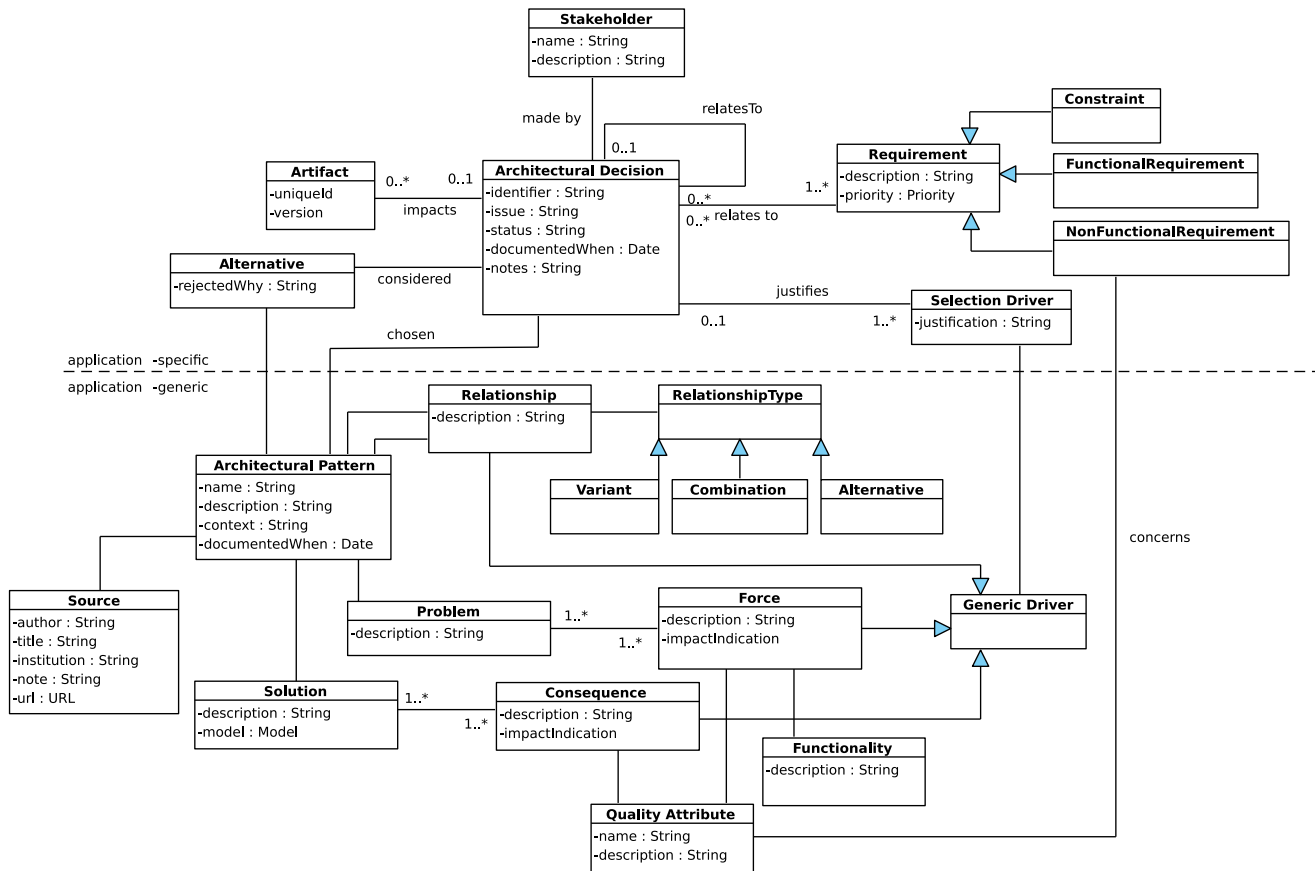 Stakeholder
-name : String
-description : String
made by
relatesTo
0..1
Constraint
Requirement
-description : String
-priority : Priority
FunctionalRequirement
NonFunctionalRequirement
Artifact
-uniqueId
-version
0..*
0..1
impacts
Architectural Decision
-identifier : String
-issue : String
-status : String
-documentedWhen : Date
-notes : String
0..*
1..*
0..*
relates to
Alternative
-rejectedWhy : String
considered
chosen
justifies
0..1
1..*
Selection Driver
-justification : String
application -specific
application -generic
Relationship
-description : String
RelationshipType
Variant
Combination
Alternative
Architectural Pattern
-name : String
-description : String
-context : String
-documentedWhen : Date
concerns
Source
-author : String
-title : String
-institution : String
-note : String
-url : URL
Problem
-description : String
1..*
1..*
Force
-description : String
-impactIndication
Generic Driver
Solution
-description : String
-model : Model
1..*
1..*
Consequence
-description : String
-impactIndication
Functionality
-description : String
Quality Attribute
-name : String
-description : String